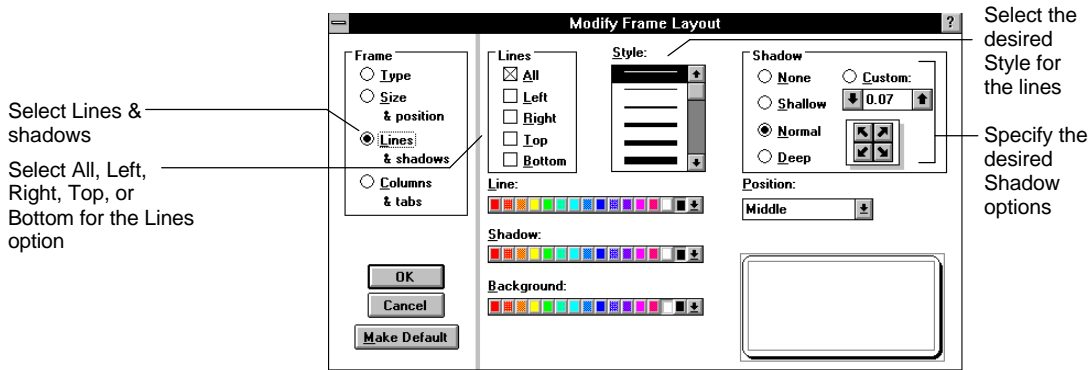 Modify Frame Layout
?
Select Lines &
shadows
Select All, Left,
Right, Top, or
Bottom for the Lines
option
Frame
Type
Size
& position
Lines
& shadows
Columns
& tabs
OK
Cancel
Make Default
Lines
All
Left
Right
Top
Bottom
Style:
Line:
Shadow:
Background:
Shadow
None
Custom:
Shallow
0.07
Normal
Deep
Position:
Middle
Select the
desired
Style for
the lines
Specify the
desired
Shadow
options